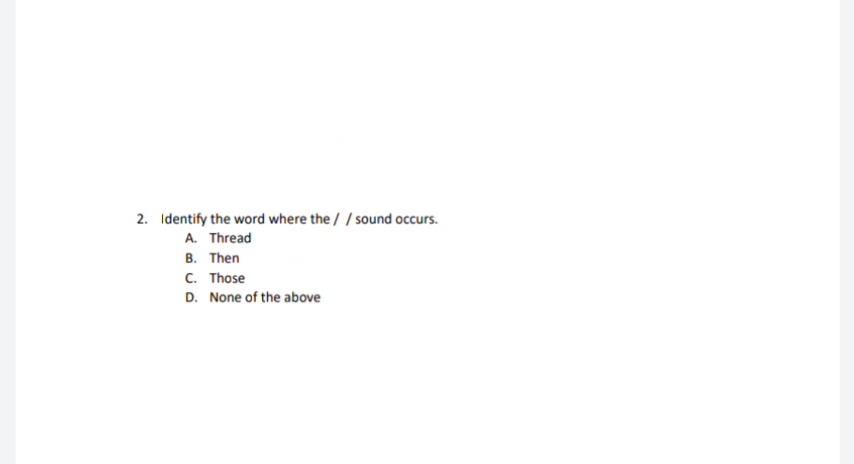 2. Identify the word where the / / sound occurs.
A. Thread
B. Then
C. Those
D. None of the above